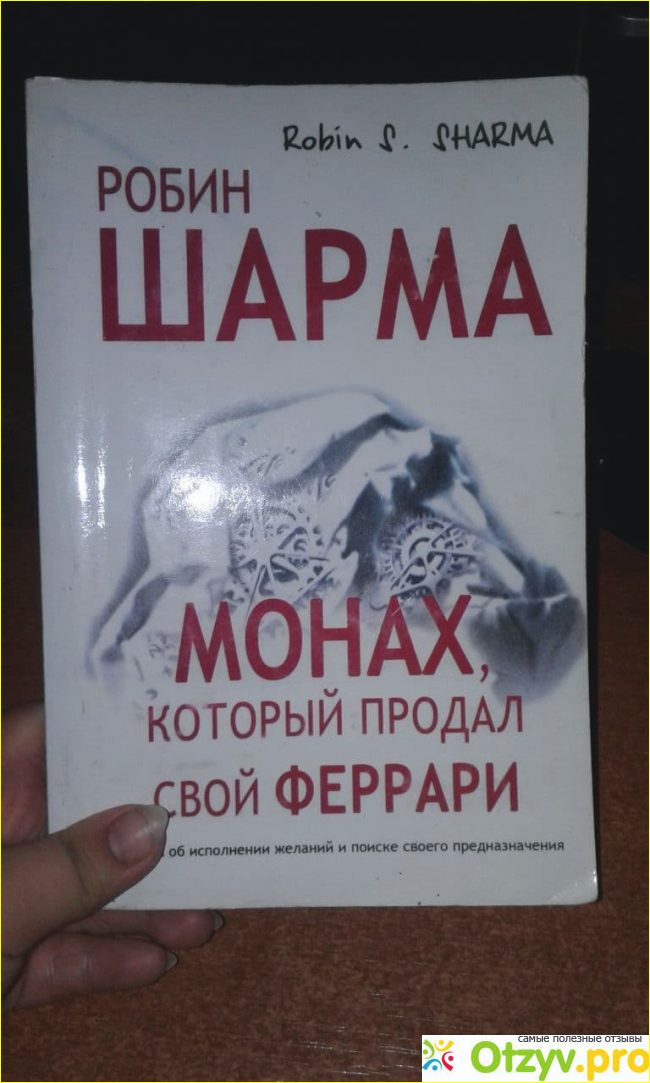 Robin S. SHARMA
РОБИН
ШАРМА
МОНАХ,
КОТОРЫЙ ПРОДАЛ
СВОЙ ФЕРРАРИ
об исполнении желаний и поиске своего предназначения
самые полезные отзывы
Otzyv.pro